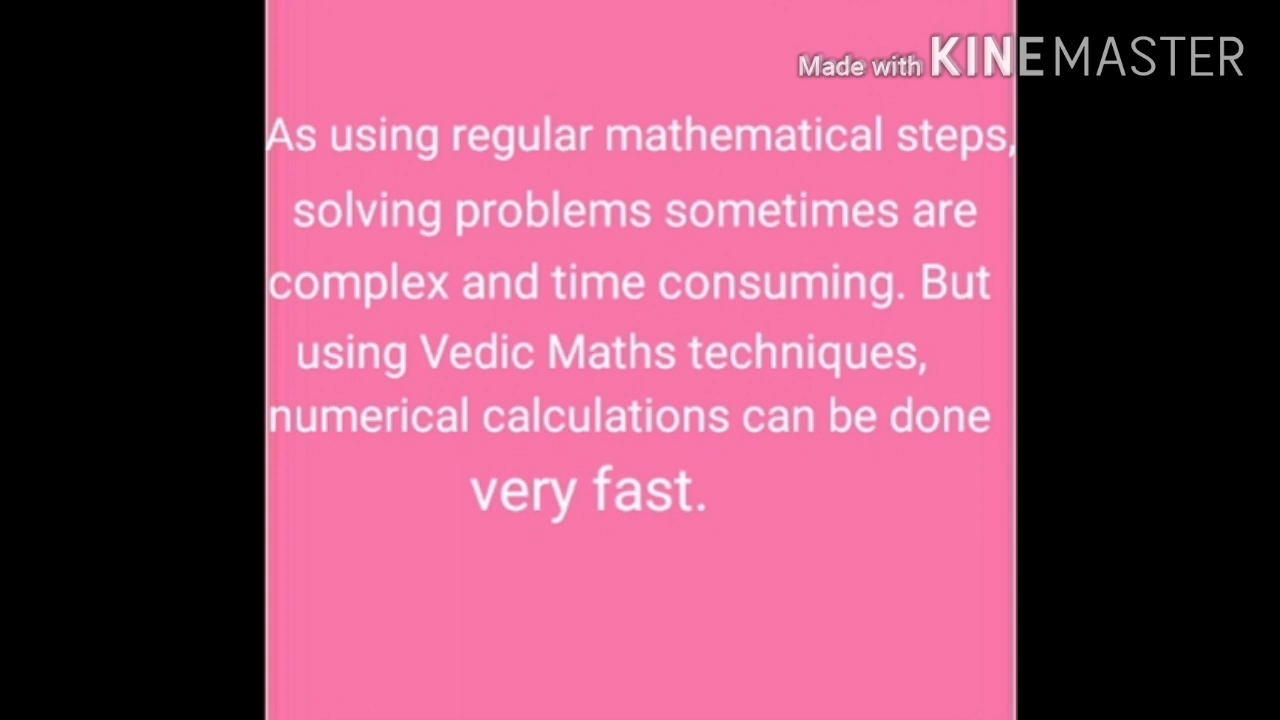 Made with KINEMASTER
As using regular mathematical steps,
solving problems sometimes are
complex and time consuming. But
using Vedic Maths techniques,
numerical calculations can be done
very fast.